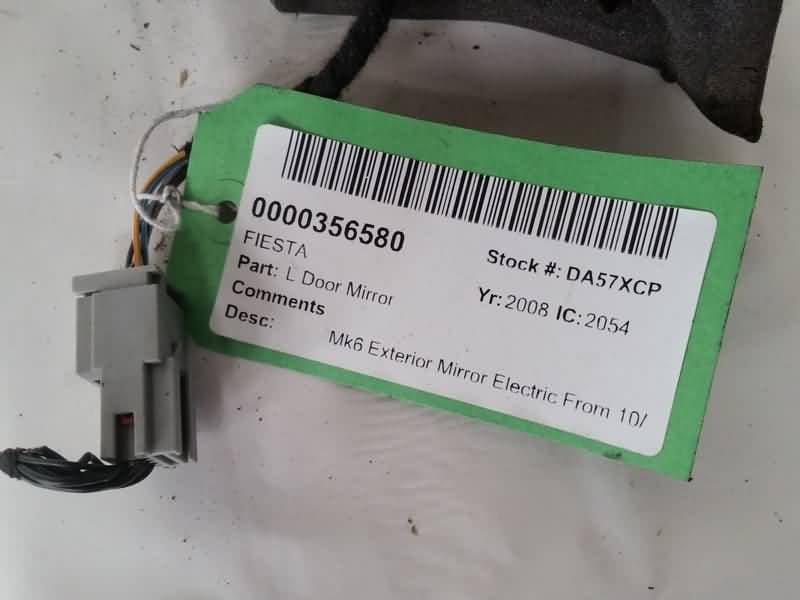 0000356580
FIESTA
Stock #: DA57XCP
Part: L Door Mirror
Yr: 2008 IC: 2054
Comments
Desc:
Mk6 Exterior Mirror Electric From 10/